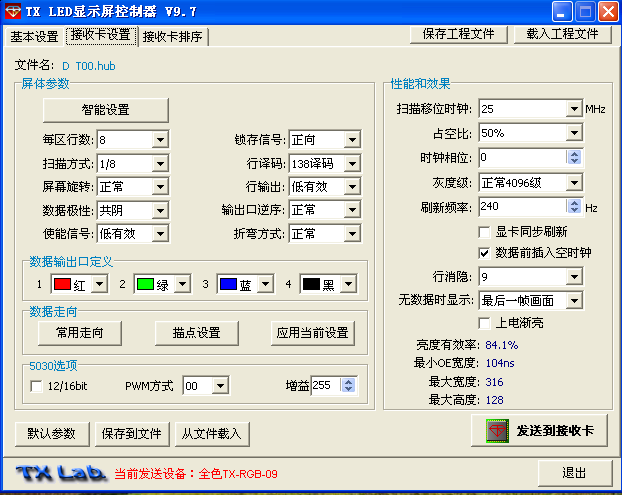 TX LED显示屏控制器 V9.7
基本设置 接收卡设置 接收卡排序 保存工程文件 载入工程文件
文件名: D T00.hub
屏体参数
智能设置
每区行数: 8 锁存信号: 正向
扫描方式: 1/8 行译码: 138译码
屏幕旋转: 正常 行输出: 低有效
数据极性: 共阴 输出口逆序: 正常
使能信号: 低有效 折弯方式: 正常
数据输出口定义
1 红 2 绿 3 蓝 4 黑
数据走向
常用走向 描点设置 应用当前设置
5030选项
12/16bit PWM方式 00 增益 255
默认参数 保存到文件 从文件载入
性能和效果
扫描移位时钟: 25 MHz
占空比: 50%
时钟相位: 0
灰度级: 正常4096级
刷新频率: 240 Hz
显卡同步刷新
数据前插入空时钟
行消隐: 9
无数据时显示: 最后一帧画面
上电渐亮
亮度有效率: 84.1%
最小OE宽度: 104ns
最大宽度: 316
最大高度: 128
发送到接收卡
TX Lab. 当前发送设备：全色TX-RGB-09 退出